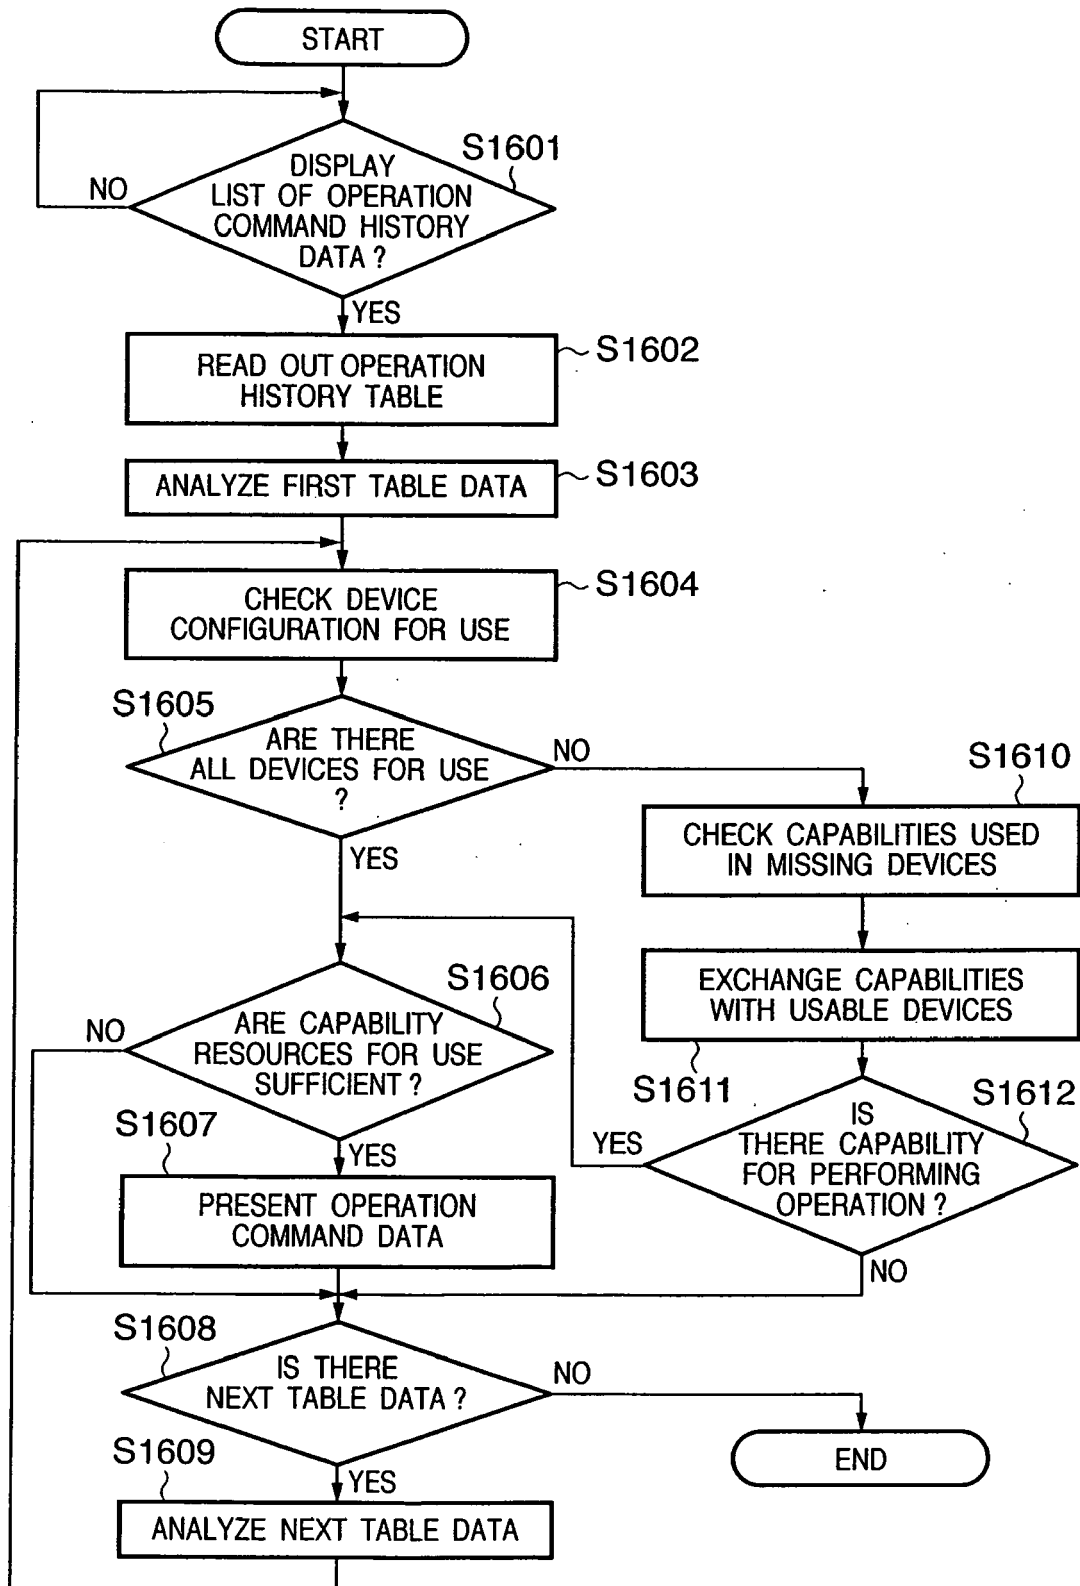 START
S1601
DISPLAY
LIST OF OPERATION
COMMAND HISTORY
DATA ?
NO
YES
READ OUT OPERATION
HISTORY TABLE
S1602
ANALYZE FIRST TABLE DATA
S1603
CHECK DEVICE
CONFIGURATION FOR USE
S1604
S1605
ARE THERE
ALL DEVICES FOR USE
?
NO
YES
S1610
CHECK CAPABILITIES USED
IN MISSING DEVICES
EXCHANGE CAPABILITIES
WITH USABLE DEVICES
S1611
S1606
ARE CAPABILITY
RESOURCES FOR USE
SUFFICIENT ?
NO
YES
S1612
IS
THERE CAPABILITY
FOR PERFORMING
OPERATION ?
YES
NO
S1607
PRESENT OPERATION
COMMAND DATA
S1608
IS THERE
NEXT TABLE DATA ?
NO
YES
END
S1609
ANALYZE NEXT TABLE DATA